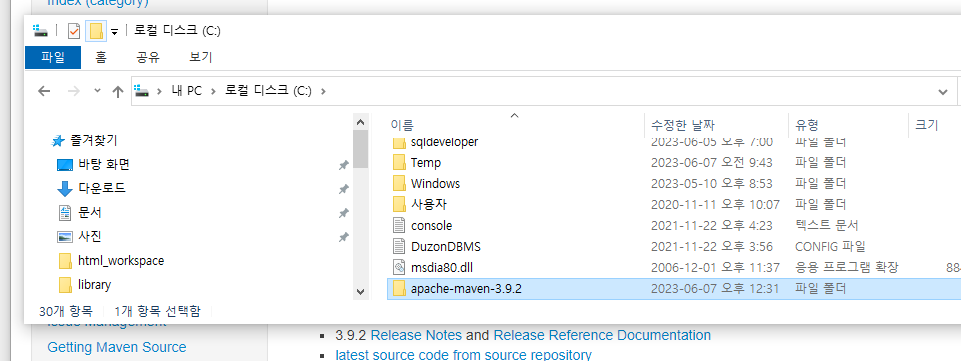 Index (category)
로컬 디스크 (C:)
파일 홈 공유 보기
내 PC 로컬 디스크 (C:)
즐겨찾기
바탕 화면
다운로드
문서
사진
html_workspace
library
이름 수정한 날짜 유형 크기
sqldeveloper 2023-06-05 오후 7:00 파일 폴더
Temp 2023-06-07 오전 9:43 파일 폴더
Windows 2023-05-10 오후 8:53 파일 폴더
사용자 2020-11-11 오후 10:07 파일 폴더
console 2021-11-22 오후 4:23 텍스트 문서
DuzonDBMS 2021-11-22 오후 3:56 CONFIG 파일
msdia80.dll 2006-12-01 오후 11:37 응용 프로그램 확장 88
apache-maven-3.9.2 2023-06-07 오후 12:31 파일 폴더
30개 항목 1개 항목 선택함
Issue Management
Getting Maven Source
3.9.2 Release Notes and Release Reference Documentation
latest source code from source repository